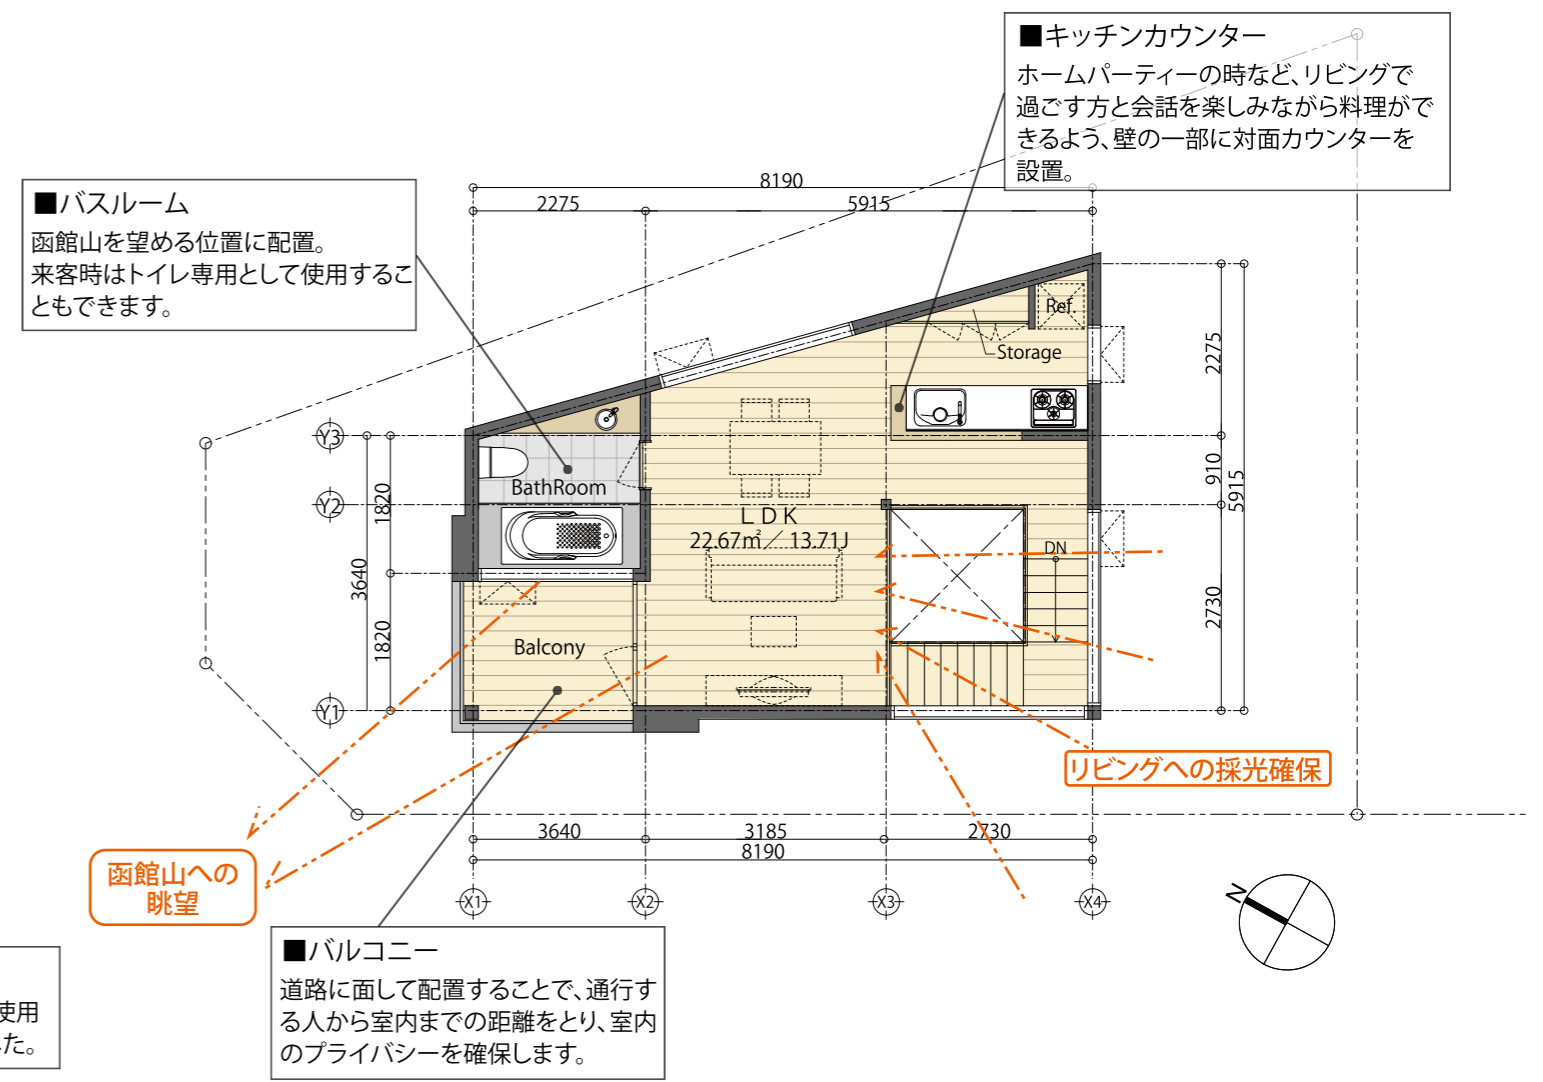 ■キッチンカウンター
ホームパーティーの時など、リビングで
過ごす方と会話を楽しみながら料理がで
きるよう、壁の一部に対面カウンターを
設置。
■バスルーム
函館山を望める位置に配置。
来客時はトイレ専用として使用するこ
ともできます。
8190
2275
5915
Ref.
Storage
2275
910
5915
2730
Y3
Y2
Y1
1820
3640
1820
BathRoom
LDK
22.67㎡／ 13.71J
DN
Balcony
リビングへの採光確保
函館山への
眺望
3640
3185
2730
8190
X1
X2
X3
X4
N
■バルコニー
道路に面して配置することで、通行す
る人から室内までの距離をとり、室内
のプライバシーを確保します。
使用
た。